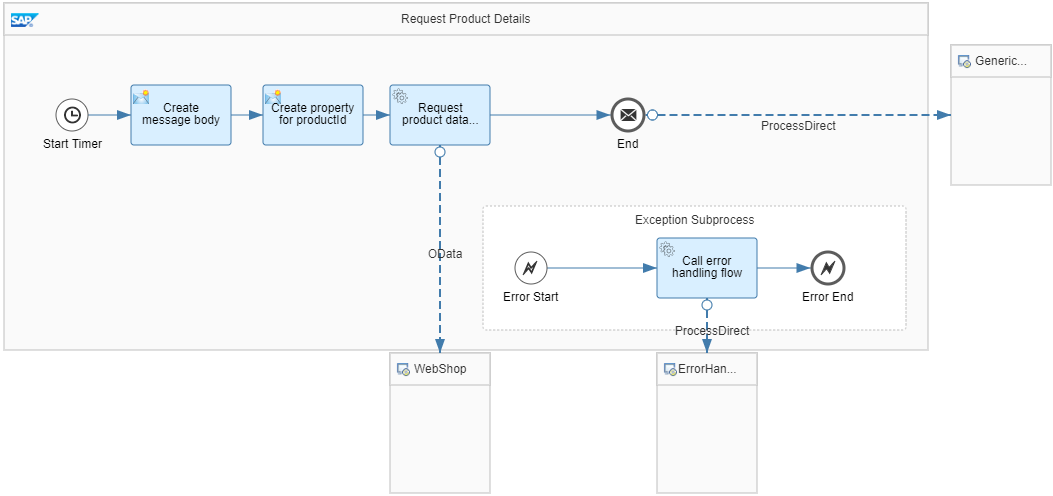 SAP
Request Product Details
Generic...
Create
message body
Create property
for productId
Request
product data...
Start Timer
End
ProcessDirect
Exception Subprocess
OData
Call error
handling flow
Error Start
Error End
ProcessDirect
WebShop
ErrorHan...